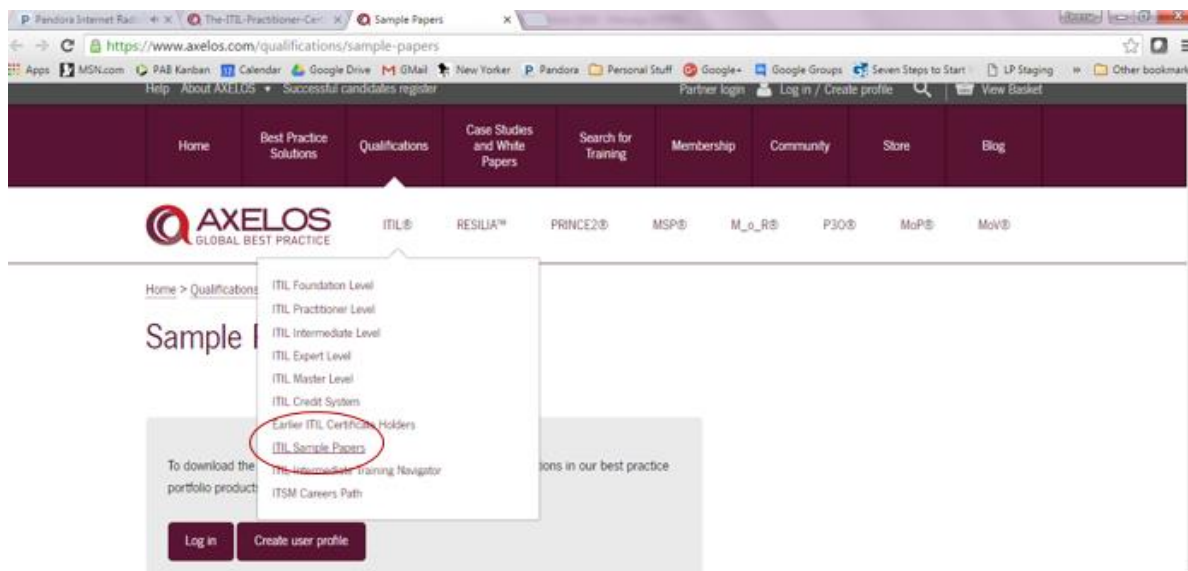 Pandora Internet Radi
The-ITIL-Practitioner-Cer
Sample Papers
https://www.axelos.com/qualifications/sample-papers
Apps MSN.com PAB Kanban Calendar Google Drive GMail New Yorker Pandora Personal Stuff Google+ Google Groups Seven Steps to Start LP Staging » Other bookmark
Help About AXELOS Successful candidates register Partner login Log in / Create profile View Basket
Home
Best Practice
Solutions
Qualifications
Case Studies
and White
Papers
Search for
Training
Membership
Community
Store
Blog
AXELOS
GLOBAL BEST PRACTICE
ITIL® RESILIA™ PRINCE2® MSP® M_o_R® P3O® MoP® MoV®
Home > Qualifications
Sample
ITIL Foundation Level
ITIL Practitioner Level
ITIL Intermediate Level
ITIL Expert Level
ITIL Master Level
ITIL Credit System
Earlier ITIL Certificate Holders
ITIL Sample Papers
ITIL Intermediate Training Navigator
ITSM Careers Path
To download the ions in our best practice
portfolio product
Log in
Create user profile